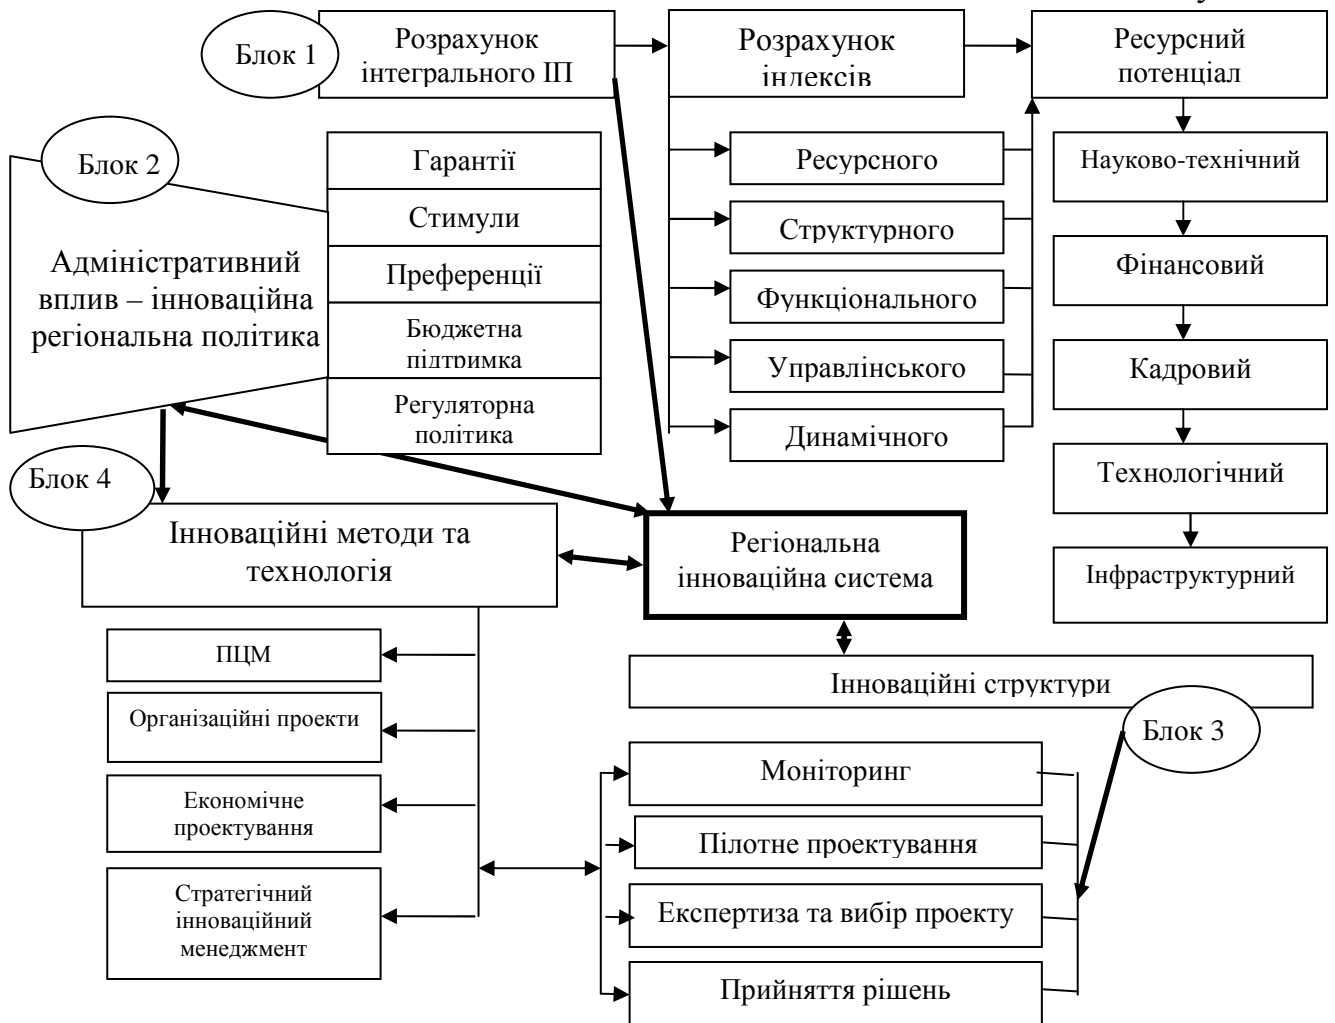 Блок 1
Розрахунок
інтегрального ІП
Розрахунок
індексів
Ресурсний
потенціал
Блок 2
Адміністративний
вплив – інноваційна
регіональна політика
Гарантії
Стимули
Преференції
Бюджетна
підтримка
Регуляторна
політика
Ресурсного
Структурного
Функціонального
Управлінського
Динамічного
Науково-технічний
Фінансовий
Кадровий
Технологічний
Інфраструктурний
Блок 4
Інноваційні методи та
технологія
Регіональна
інноваційна система
ПЦМ
Організаційні проекти
Економічне
проектування
Стратегічний
інноваційний
менеджмент
Інноваційні структури
Блок 3
Моніторинг
Пілотне проектування
Експертиза та вибір проекту
Прийняття рішень